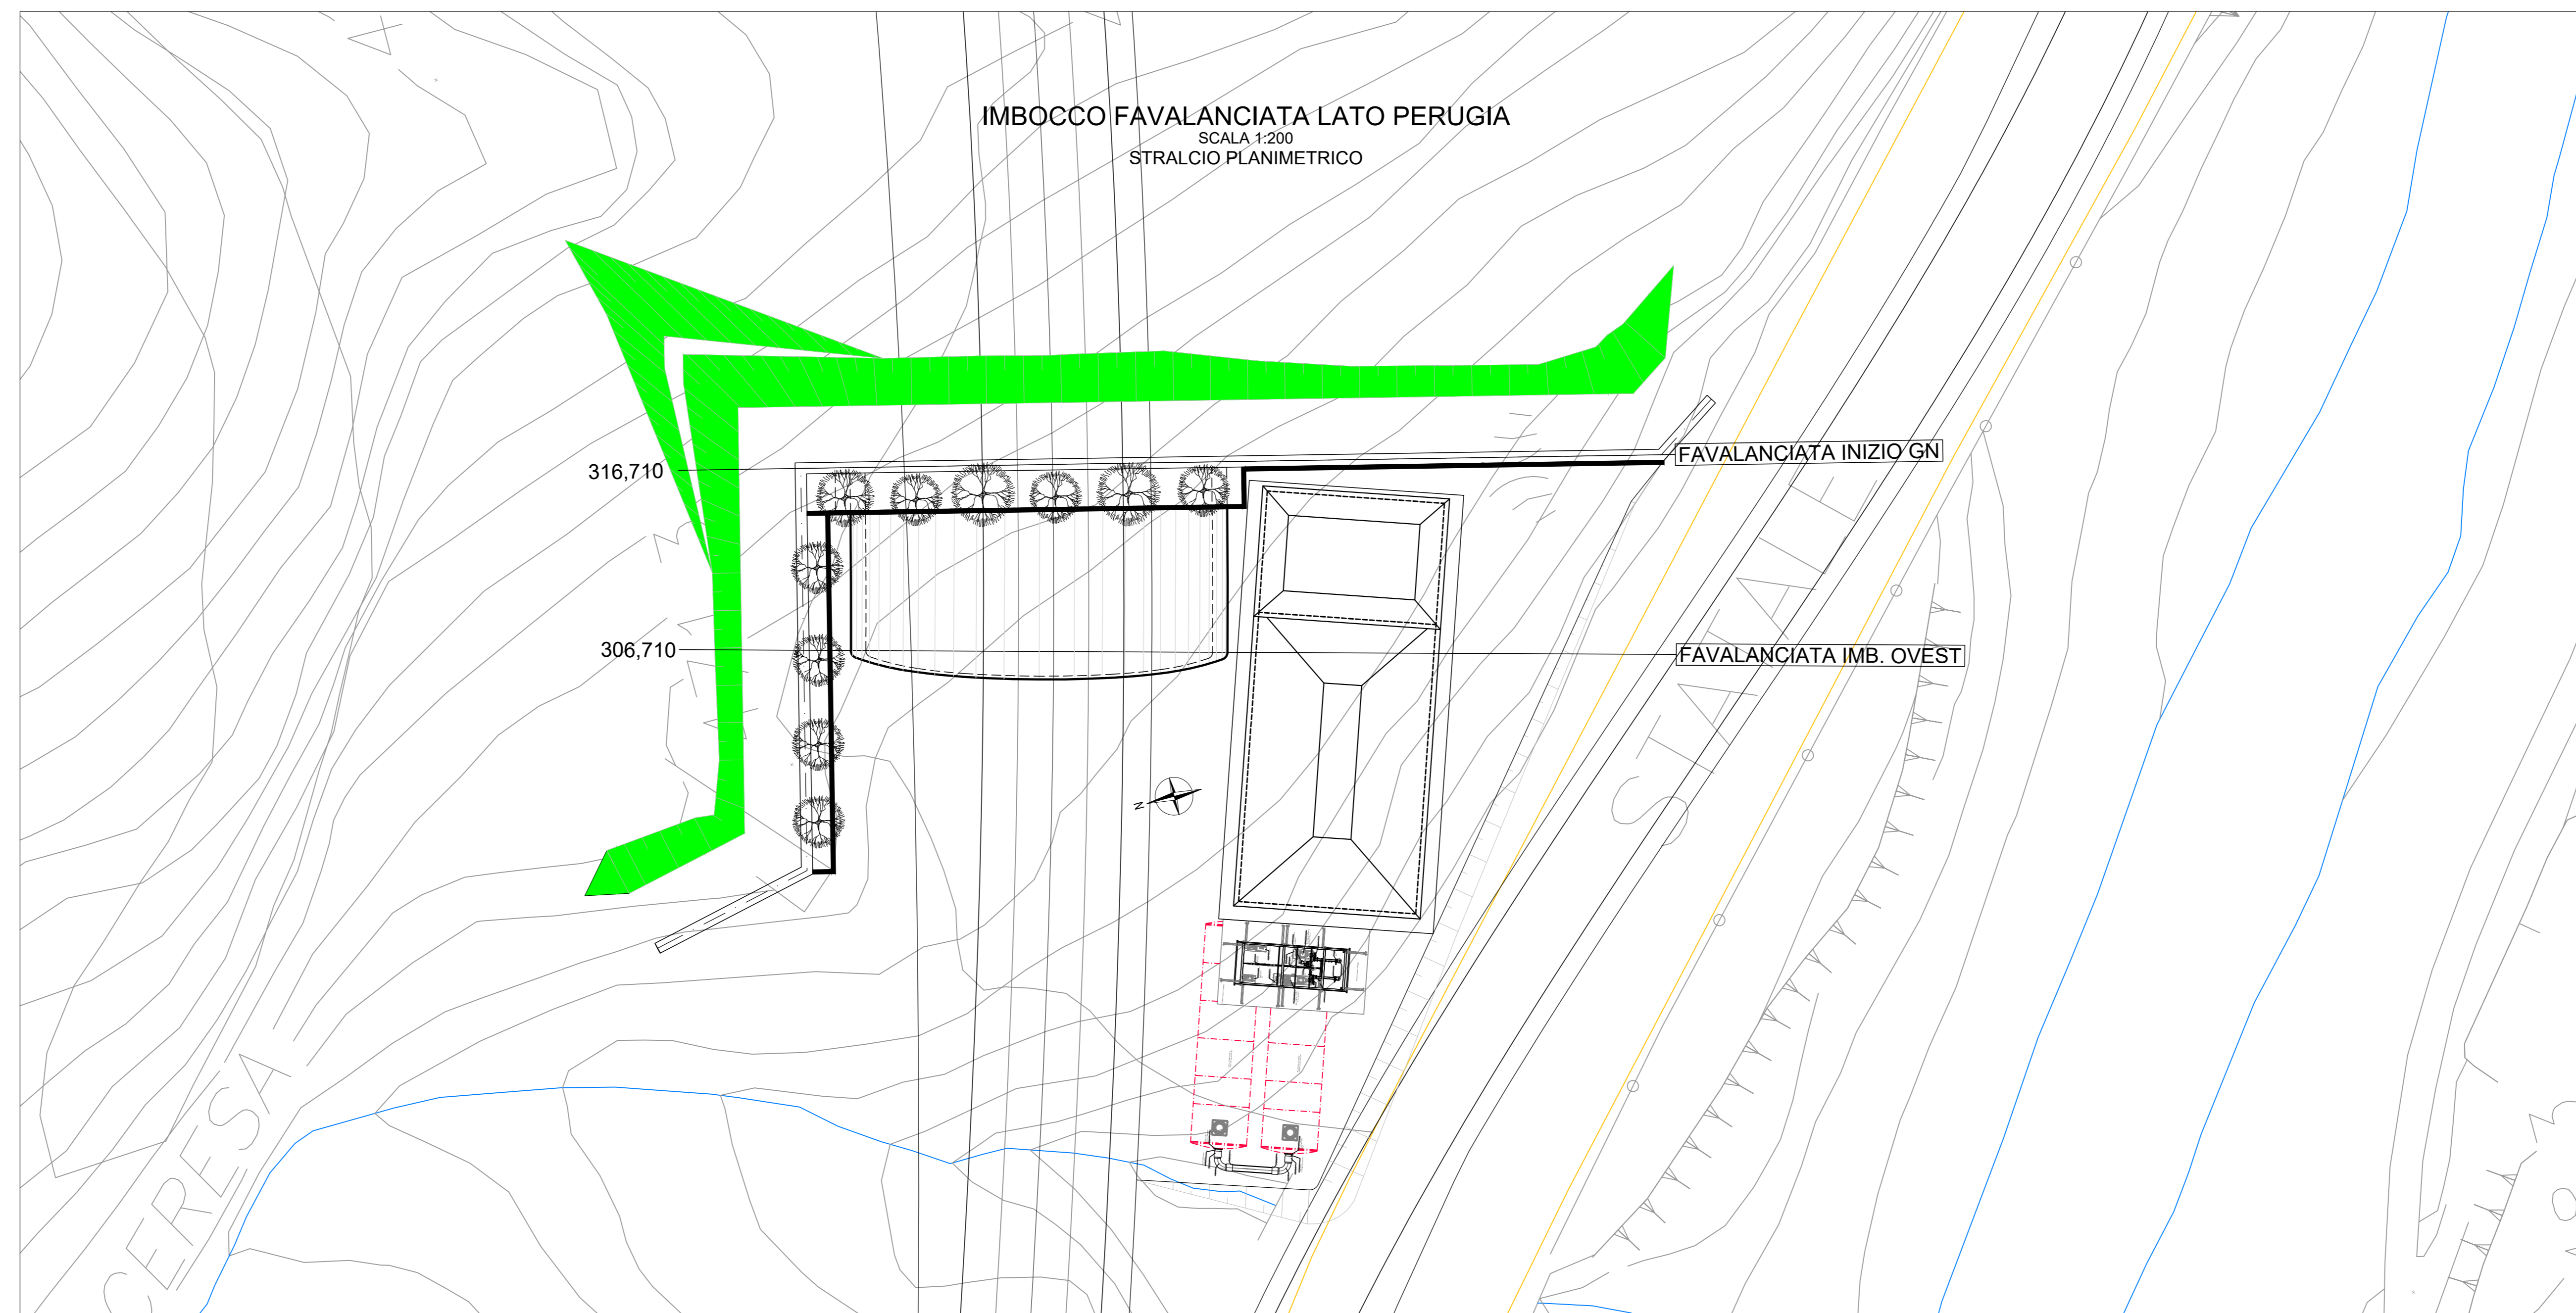 IMBOCCO FAVALANCIATA LATO PERUGIA
SCALA 1:200
STRALCIO PLANIMETRICO
316,710
FAVALANCIATA INIZIO GN
306,710
FAVALANCIATA IMB. OVEST
N
STATA
CERESA